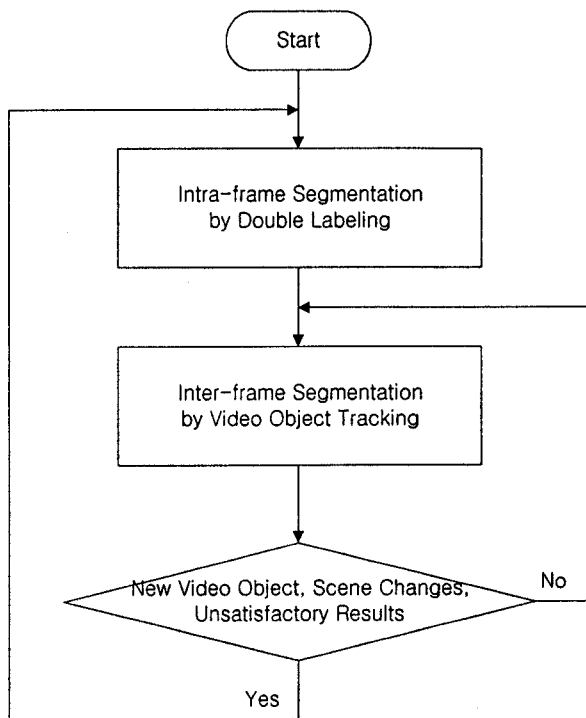 Start
Intra-frame Segmentation
by Double Labeling
Inter-frame Segmentation
by Video Object Tracking
New Video Object, Scene Changes,
Unsatisfactory Results
No
Yes